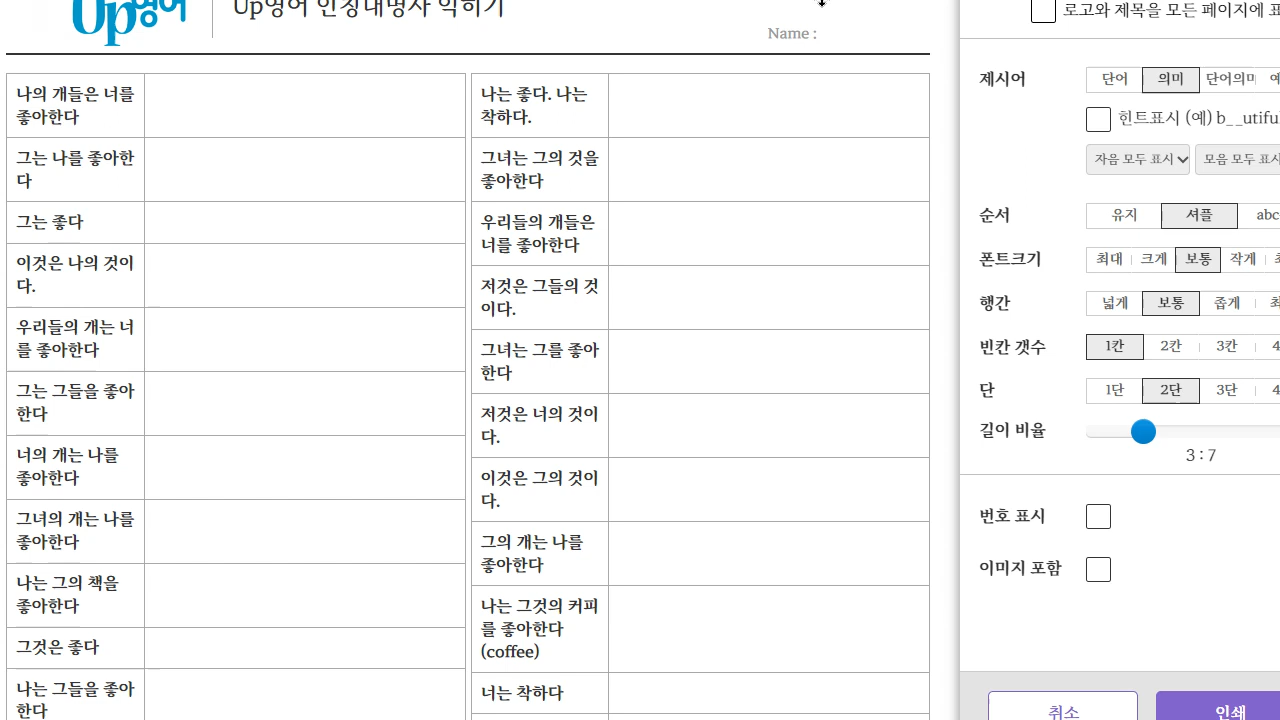 Up영어
Up영어 인칭대명사 익히기
Name :
나의 개들은 너를
좋아한다
그는 나를 좋아한
다
그는 좋다
이것은 나의 것이
다.
우리들의 개는 너
를 좋아한다
그는 그들을 좋아
한다
너의 개는 나를
좋아한다
그녀의 개는 나를
좋아한다
나는 그의 책을
좋아한다
그것은 좋다
나는 그들을 좋아
한다
나는 좋다. 나는
착하다.
그녀는 그의 것을
좋아한다
우리들의 개들은
너를 좋아한다
저것은 그들의 것
이다.
그녀는 그를 좋아
한다
저것은 너의 것이
다.
이것은 그의 것이
다.
그의 개는 나를
좋아한다
나는 그것의 커피
를 좋아한다
(coffee)
너는 착하다
로고와 제목을 모든 페이지에
제시어 단어 의미 단어의미
힌트표시 (예) b__utifu
자음 모두 표시 모음 모두 표시
순서 유지 셔플 abc
폰트크기 최대 크게 보통 작게
행간 넓게 보통 좁게
빈칸 갯수 1칸 2칸 3칸 4
단 1단 2단 3단 4
길이 비율
3 : 7
번호 표시
이미지 포함
취소 인쇄